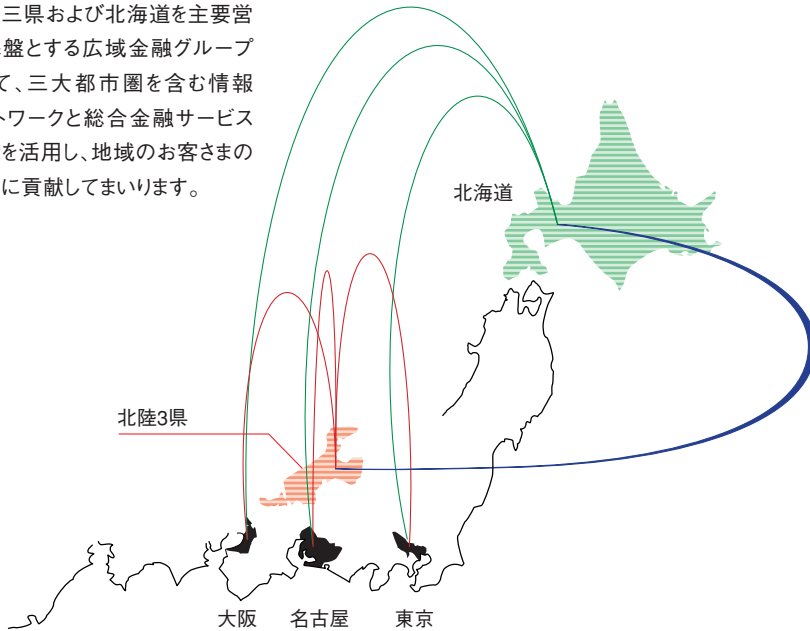 三県および北海道を主要営
盤とする広域金融グループ
て、三大都市圏を含む情報
トワークと総合金融サービス
を活用し、地域のお客さまの
に貢献してまいります。
北海道
北陸3県
大阪 名古屋 東京